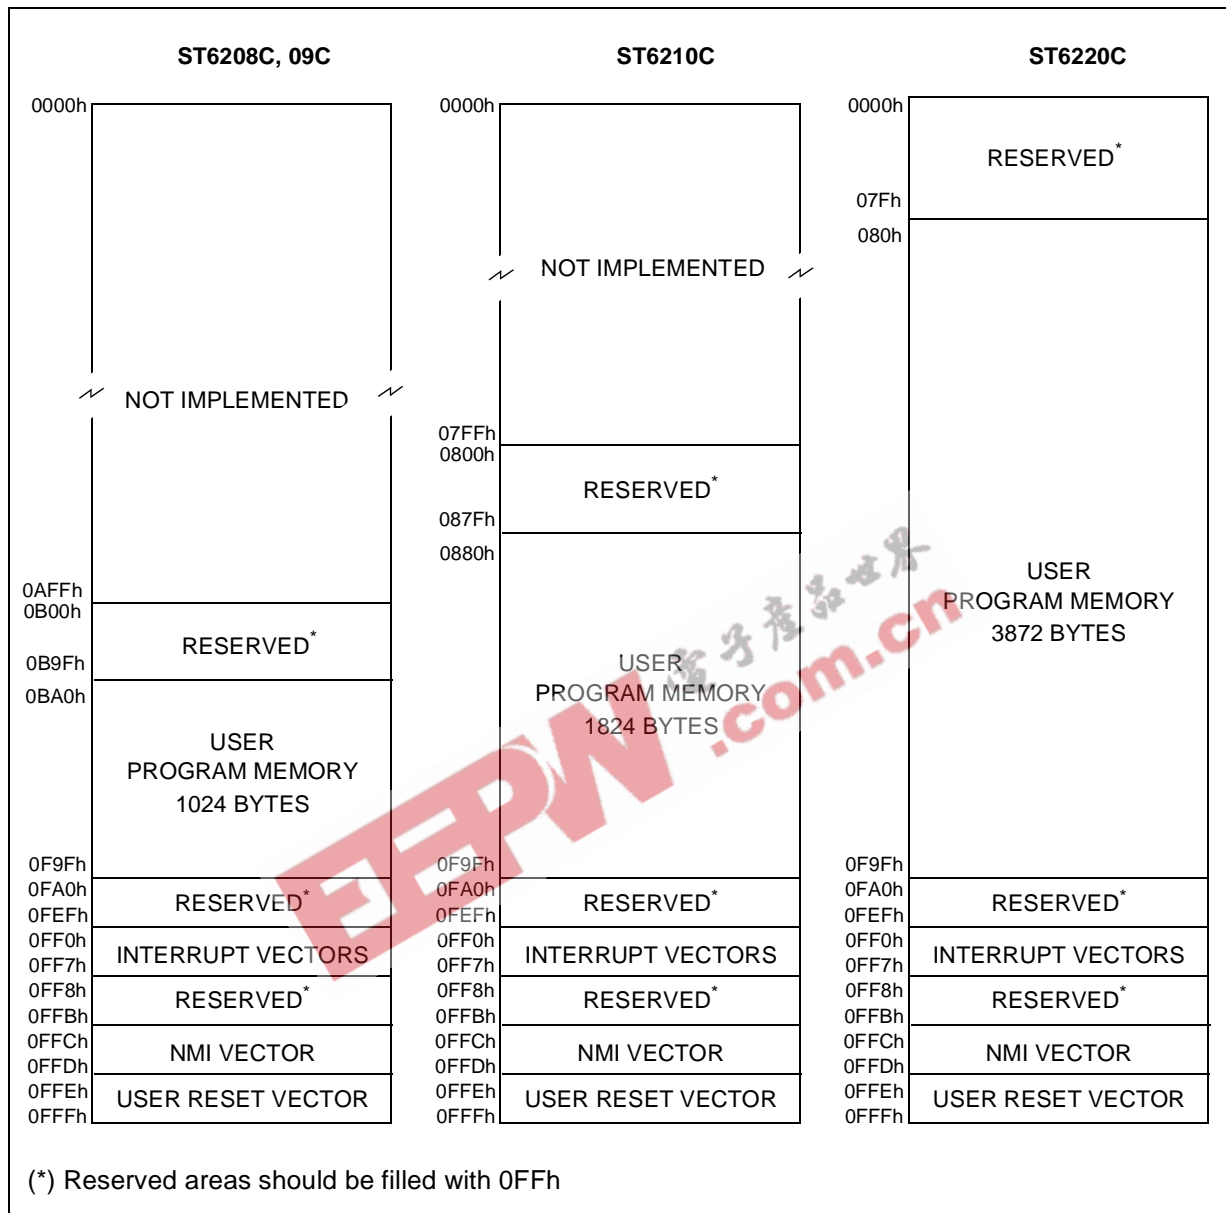 ST6208C, 09C
0000h
NOT IMPLEMENTED
0AFFh
0B00h
RESERVED*
0B9Fh
0BA0h
USER
PROGRAM MEMORY
1024 BYTES
0F9Fh
0FA0h
RESERVED*
0FEFh
0FF0h
INTERRUPT VECTORS
0FF7h
0FF8h
RESERVED*
0FFBh
0FFCh
NMI VECTOR
0FFDh
0FFEh
USER RESET VECTOR
0FFFh
ST6210C
0000h
NOT IMPLEMENTED
07FFh
0800h
RESERVED*
087Fh
0880h
USER
PROGRAM MEMORY
1824 BYTES
0F9Fh
0FA0h
RESERVED*
0FEFh
0FF0h
INTERRUPT VECTORS
0FF7h
0FF8h
RESERVED*
0FFBh
0FFCh
NMI VECTOR
0FFDh
0FFEh
USER RESET VECTOR
0FFFh
ST6220C
0000h
RESERVED*
07Fh
080h
USER
PROGRAM MEMORY
3872 BYTES
0F9Fh
0FA0h
RESERVED*
0FEFh
0FF0h
INTERRUPT VECTORS
0FF7h
0FF8h
RESERVED*
0FFBh
0FFCh
NMI VECTOR
0FFDh
0FFEh
USER RESET VECTOR
0FFFh
(*) Reserved areas should be filled with 0FFh
電子產品世界
EEPW.com.cn